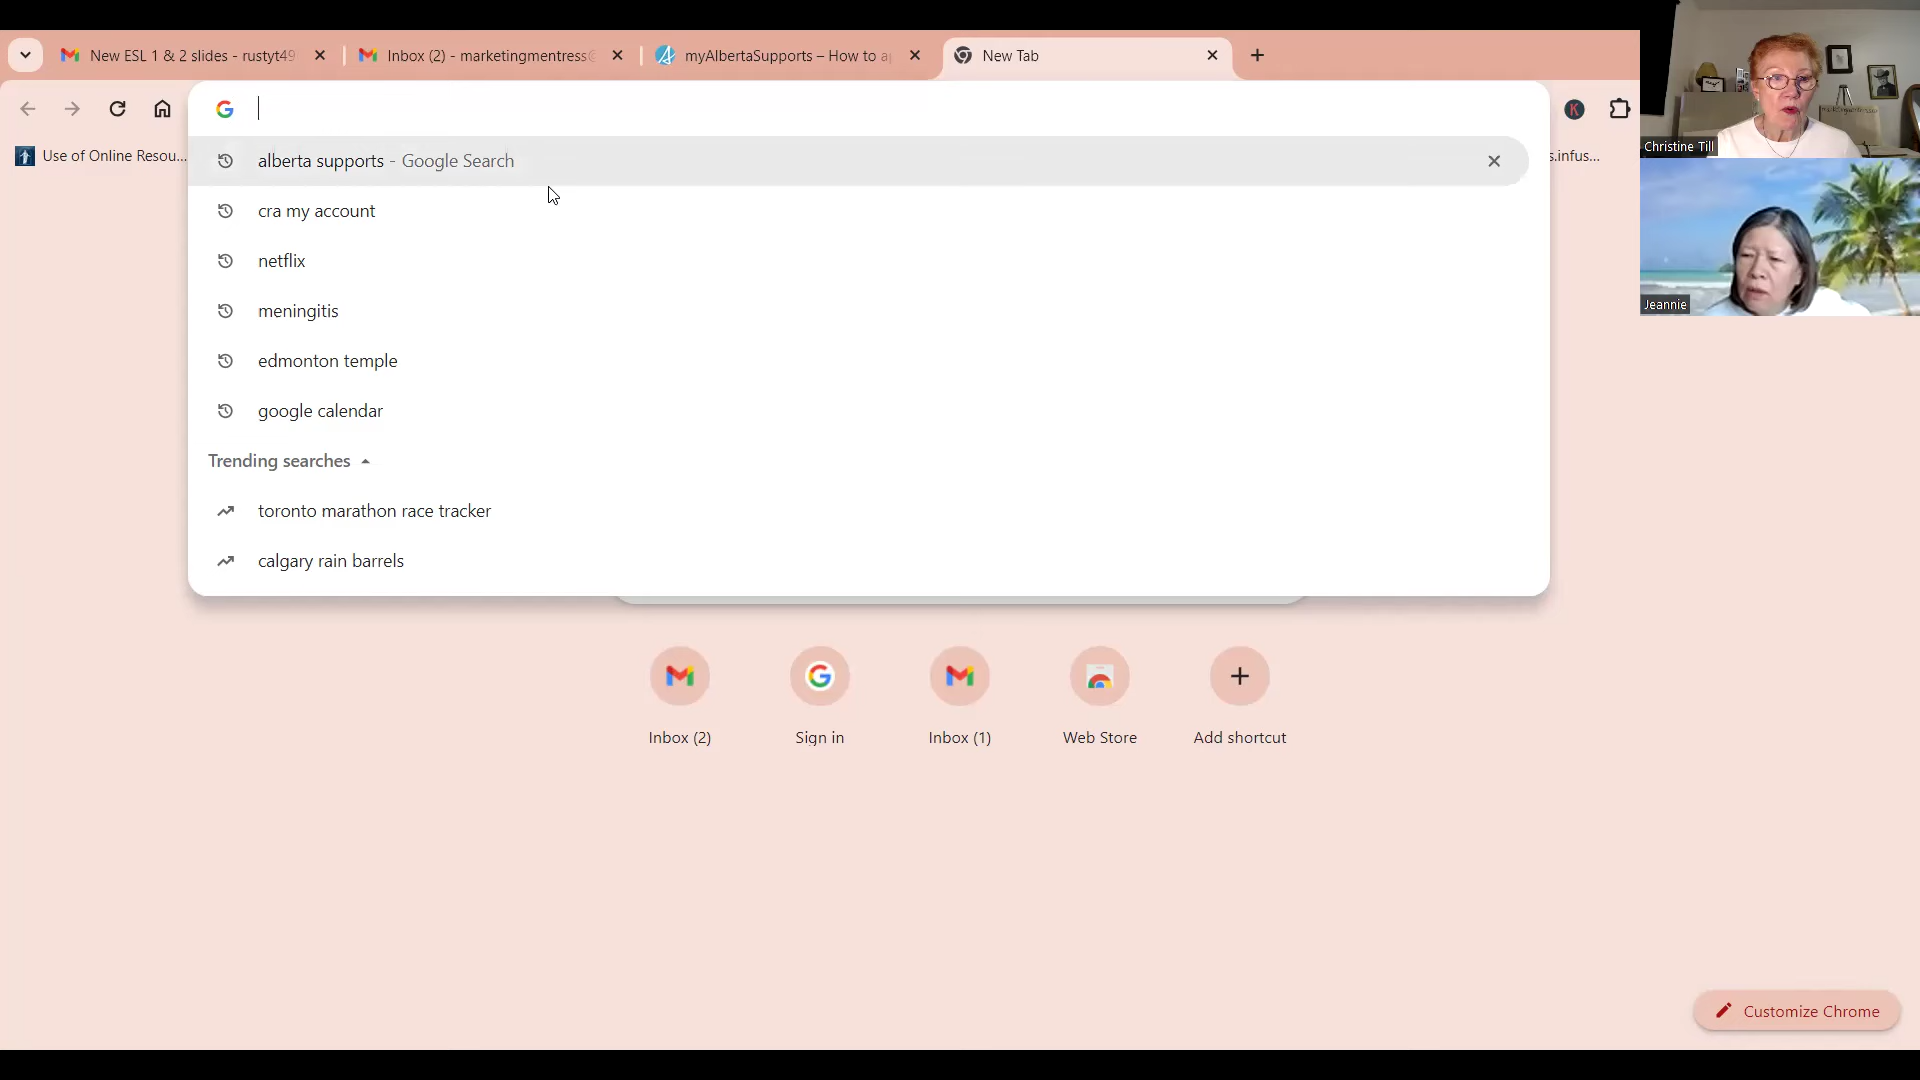 New ESL 1 & 2 slides - rustyt49
Inbox (2) - marketingmentress@
myAlbertaSupports – How to a
New Tab
K
Use of Online Resou...
s.infus...
alberta supports - Google Search
cra my account
netflix
meningitis
edmonton temple
google calendar
Trending searches
toronto marathon race tracker
calgary rain barrels
Inbox (2)
Sign in
Inbox (1)
Web Store
Add shortcut
Customize Chrome
Christine Till
Jeannie